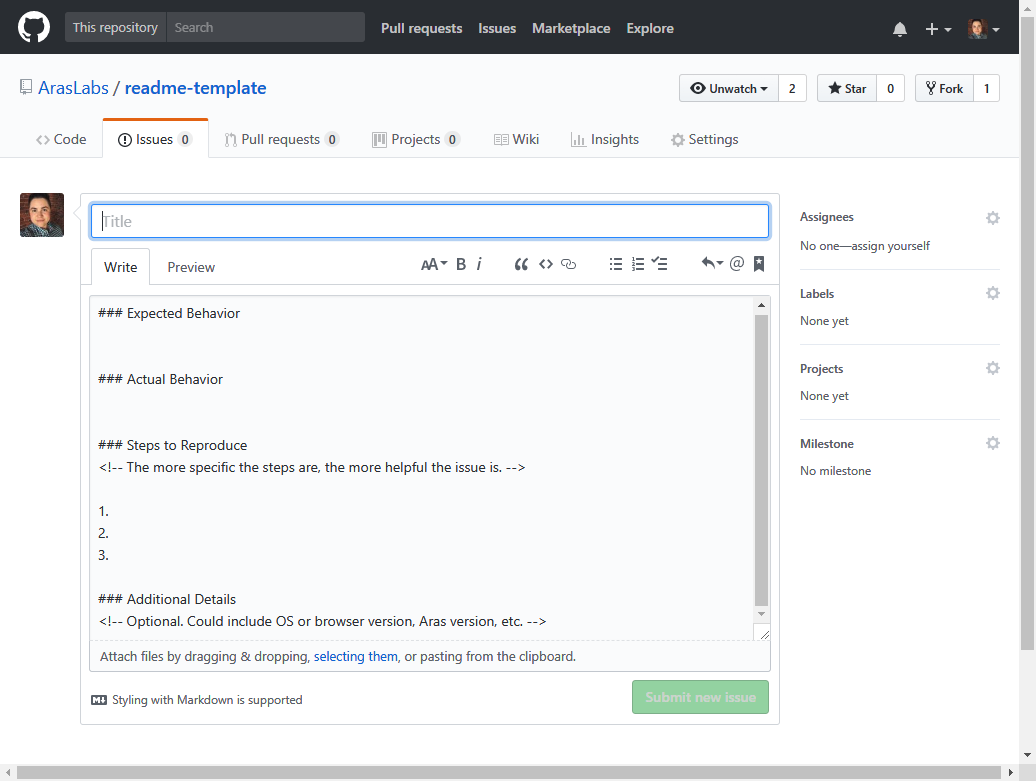 This repository Search Pull requests Issues Marketplace Explore
ArasLabs / readme-template Unwatch 2 Star 0 Fork 1
Code Issues 0 Pull requests 0 Projects 0 Wiki Insights Settings
Title
Write Preview AA B i
### Expected Behavior
### Actual Behavior
### Steps to Reproduce
<!-- The more specific the steps are, the more helpful the issue is. -->
1.
2.
3.
### Additional Details
<!-- Optional. Could include OS or browser version, Aras version, etc. -->
Attach files by dragging & dropping, selecting them, or pasting from the clipboard.
Styling with Markdown is supported Submit new issue
Assignees
No one—assign yourself
Labels
None yet
Projects
None yet
Milestone
No milestone